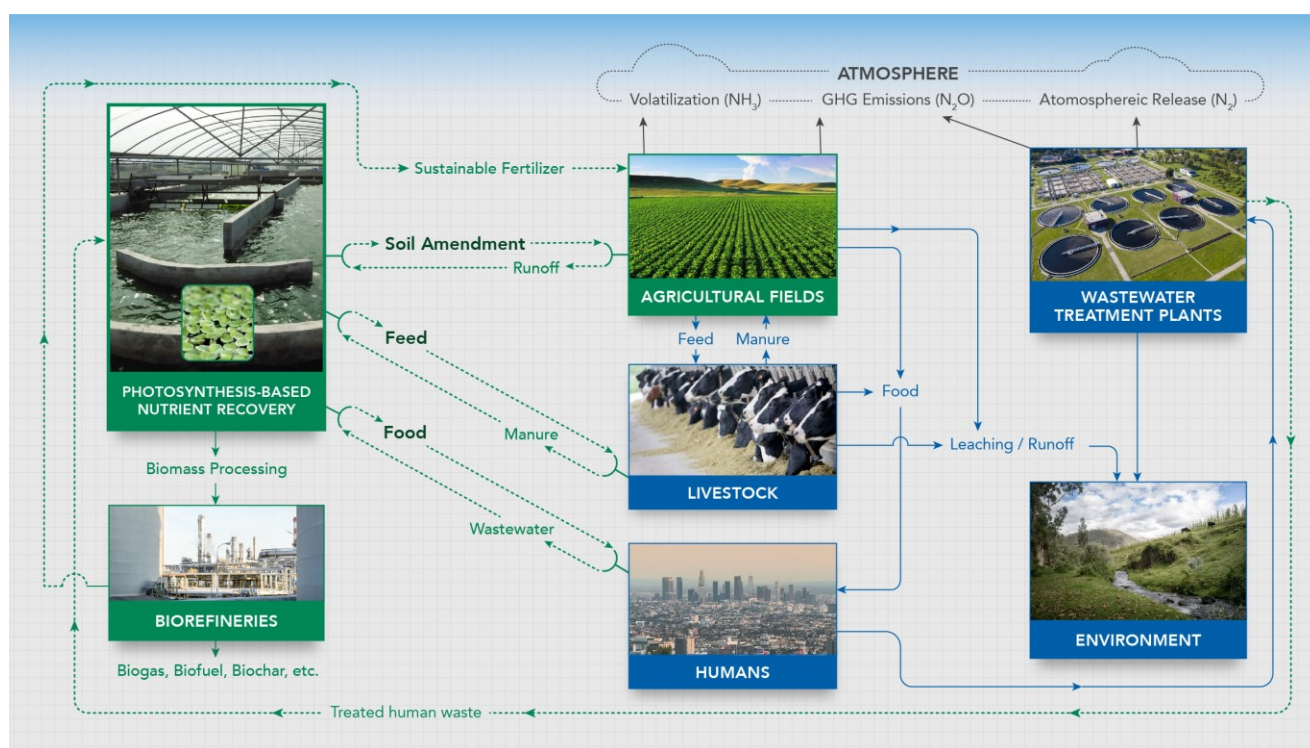 ATMOSPHERE
Volatilization (NH₃)
GHG Emissions (N₂O)
Atomosphereic Release (N₂)
Sustainable Fertilizer
Soil Amendment
Runoff
AGRICULTURAL FIELDS
WASTEWATER
TREATMENT PLANTS
Feed
Feed
Manure
PHOTOSYNTHESIS-BASED
NUTRIENT RECOVERY
Food
Food
Manure
Leaching / Runoff
Biomass Processing
LIVESTOCK
Wastewater
BIOREFINERIES
ENVIRONMENT
Biogas, Biofuel, Biochar, etc.
HUMANS
Treated human waste